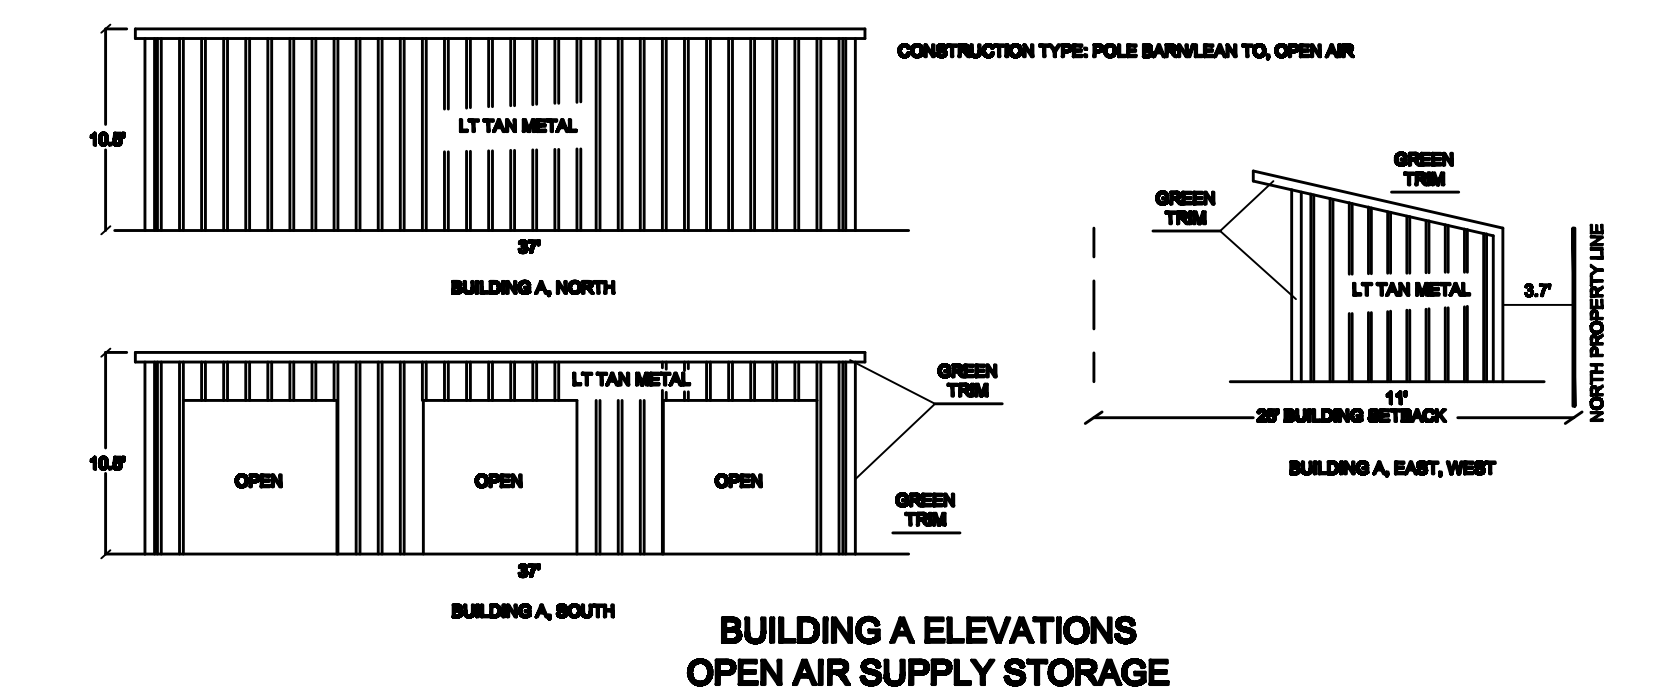 CONSTRUCTION TYPE: POLE BARN/LEAN TO, OPEN AIR
10.5'
LT TAN METAL
37'
BUILDING A, NORTH
GREEN
TRIM
GREEN
TRIM
LT TAN METAL
3.7'
NORTH PROPERTY LINE
11'
25' BUILDING SETBACK
BUILDING A, EAST, WEST
LT TAN METAL
GREEN
TRIM
10.5'
OPEN
OPEN
OPEN
GREEN
TRIM
37'
BUILDING A, SOUTH
BUILDING A ELEVATIONS
OPEN AIR SUPPLY STORAGE